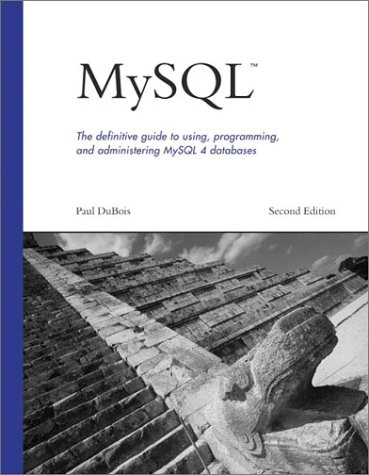 MySQL™
The definitive guide to using, programming,
and administering MySQL 4 databases
Paul DuBois Second Edition